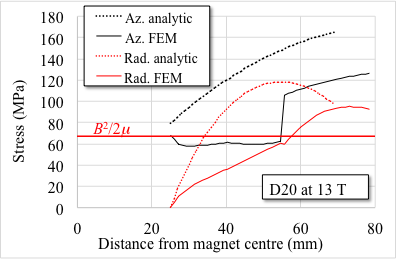 180
160
140
120
100
80
60
40
20
0
Stress (MPa)
Az. analytic
Az. FEM
Rad. analytic
Rad. FEM
B²/2μ
D20 at 13 T
0 20 40 60 80
Distance from magnet centre (mm)